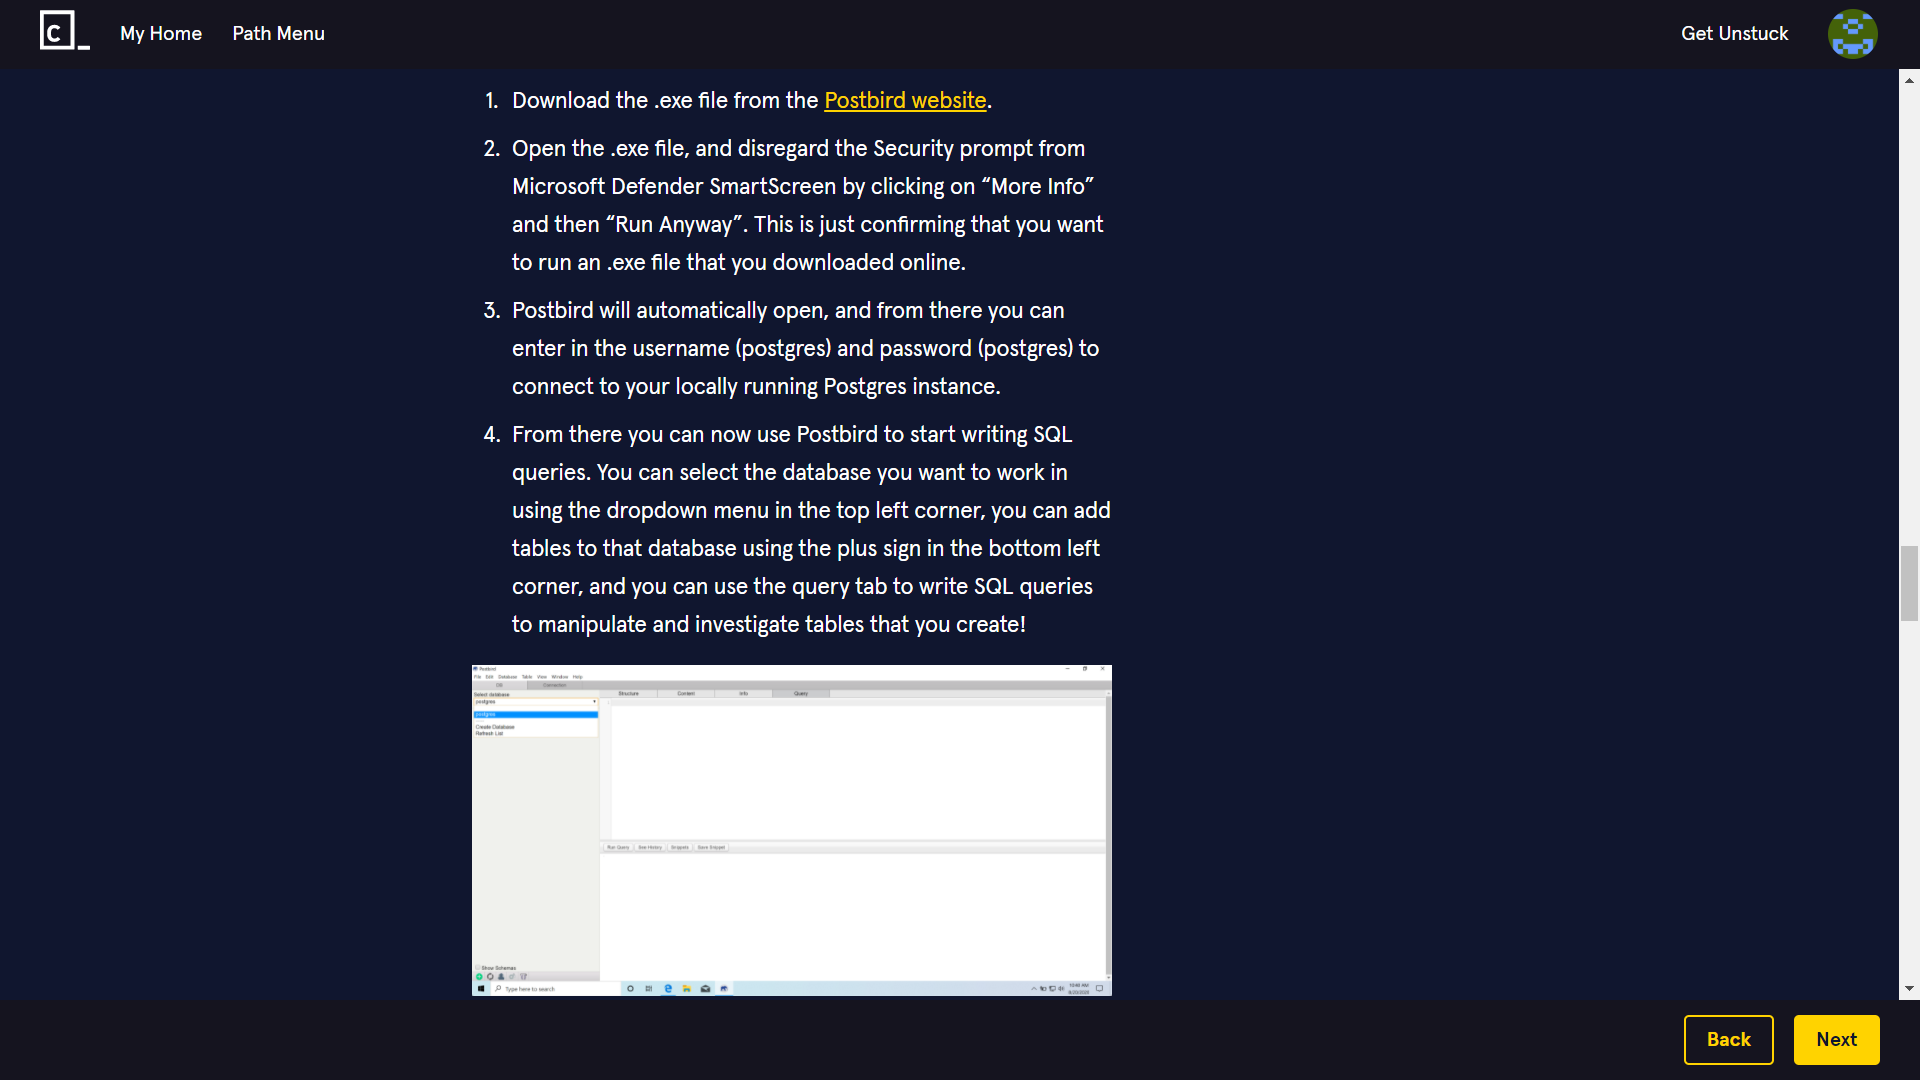 C_ My Home Path Menu Get Unstuck
1. Download the .exe file from the Postbird website.
2. Open the .exe file, and disregard the Security prompt from
Microsoft Defender SmartScreen by clicking on “More Info”
and then “Run Anyway”. This is just confirming that you want
to run an .exe file that you downloaded online.
3. Postbird will automatically open, and from there you can
enter in the username (postgres) and password (postgres) to
connect to your locally running Postgres instance.
4. From there you can now use Postbird to start writing SQL
queries. You can select the database you want to work in
using the dropdown menu in the top left corner, you can add
tables to that database using the plus sign in the bottom left
corner, and you can use the query tab to write SQL queries
to manipulate and investigate tables that you create!
Postbird
File Edit Database Table View Window Help
DB Connection
Select database Structure Content Info Query
postgres
postgres
Create Database
Refresh List
Run Query See History Snippets Save Snippet
Show Schemas
Type here to search
10:46 AM
Back Next